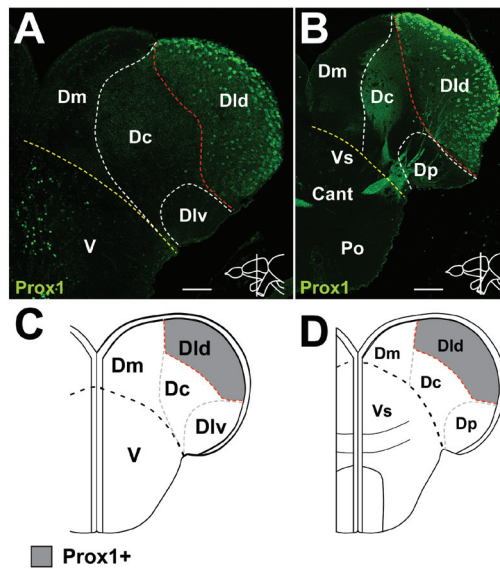 A
Dm
Dld
Dc
Dlv
V
Prox1
B
Dm
Dld
Dc
Vs
Dp
Cant
Po
Prox1
C
Dld
Dm
Dc
Dlv
V
D
Dld
Dm
Dc
Vs
Dp
Prox1+